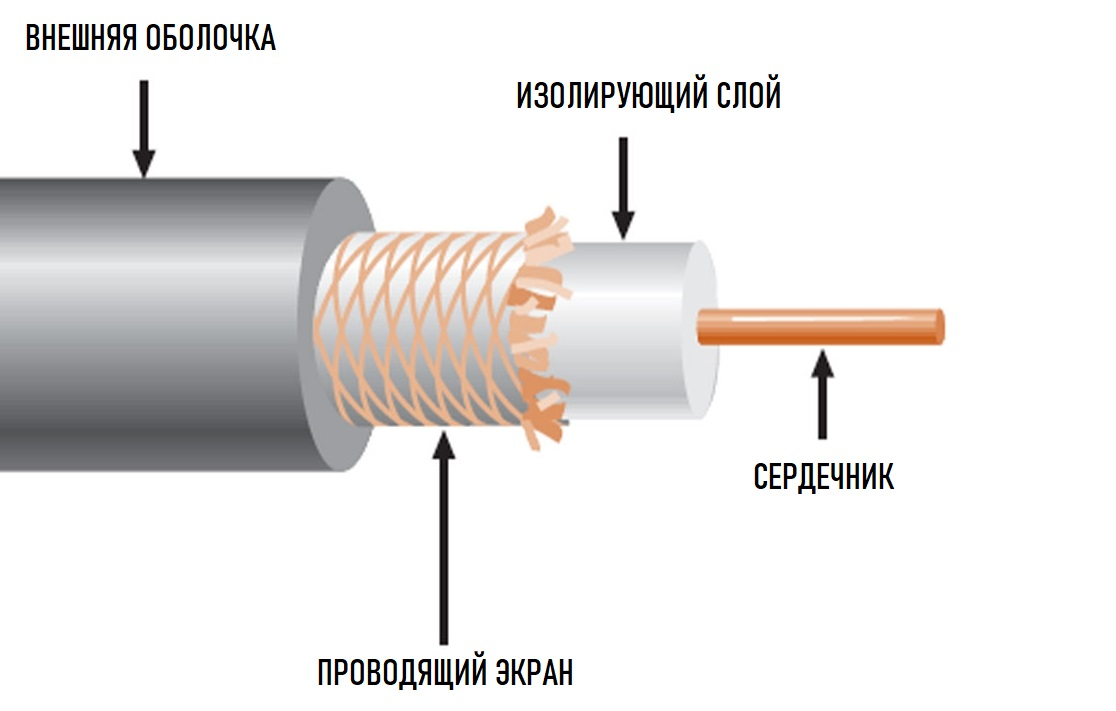 ВНЕШНЯЯ ОБОЛОЧКА
ИЗОЛИРУЮЩИЙ СЛОЙ
СЕРДЕЧНИК
ПРОВОДЯЩИЙ ЭКРАН